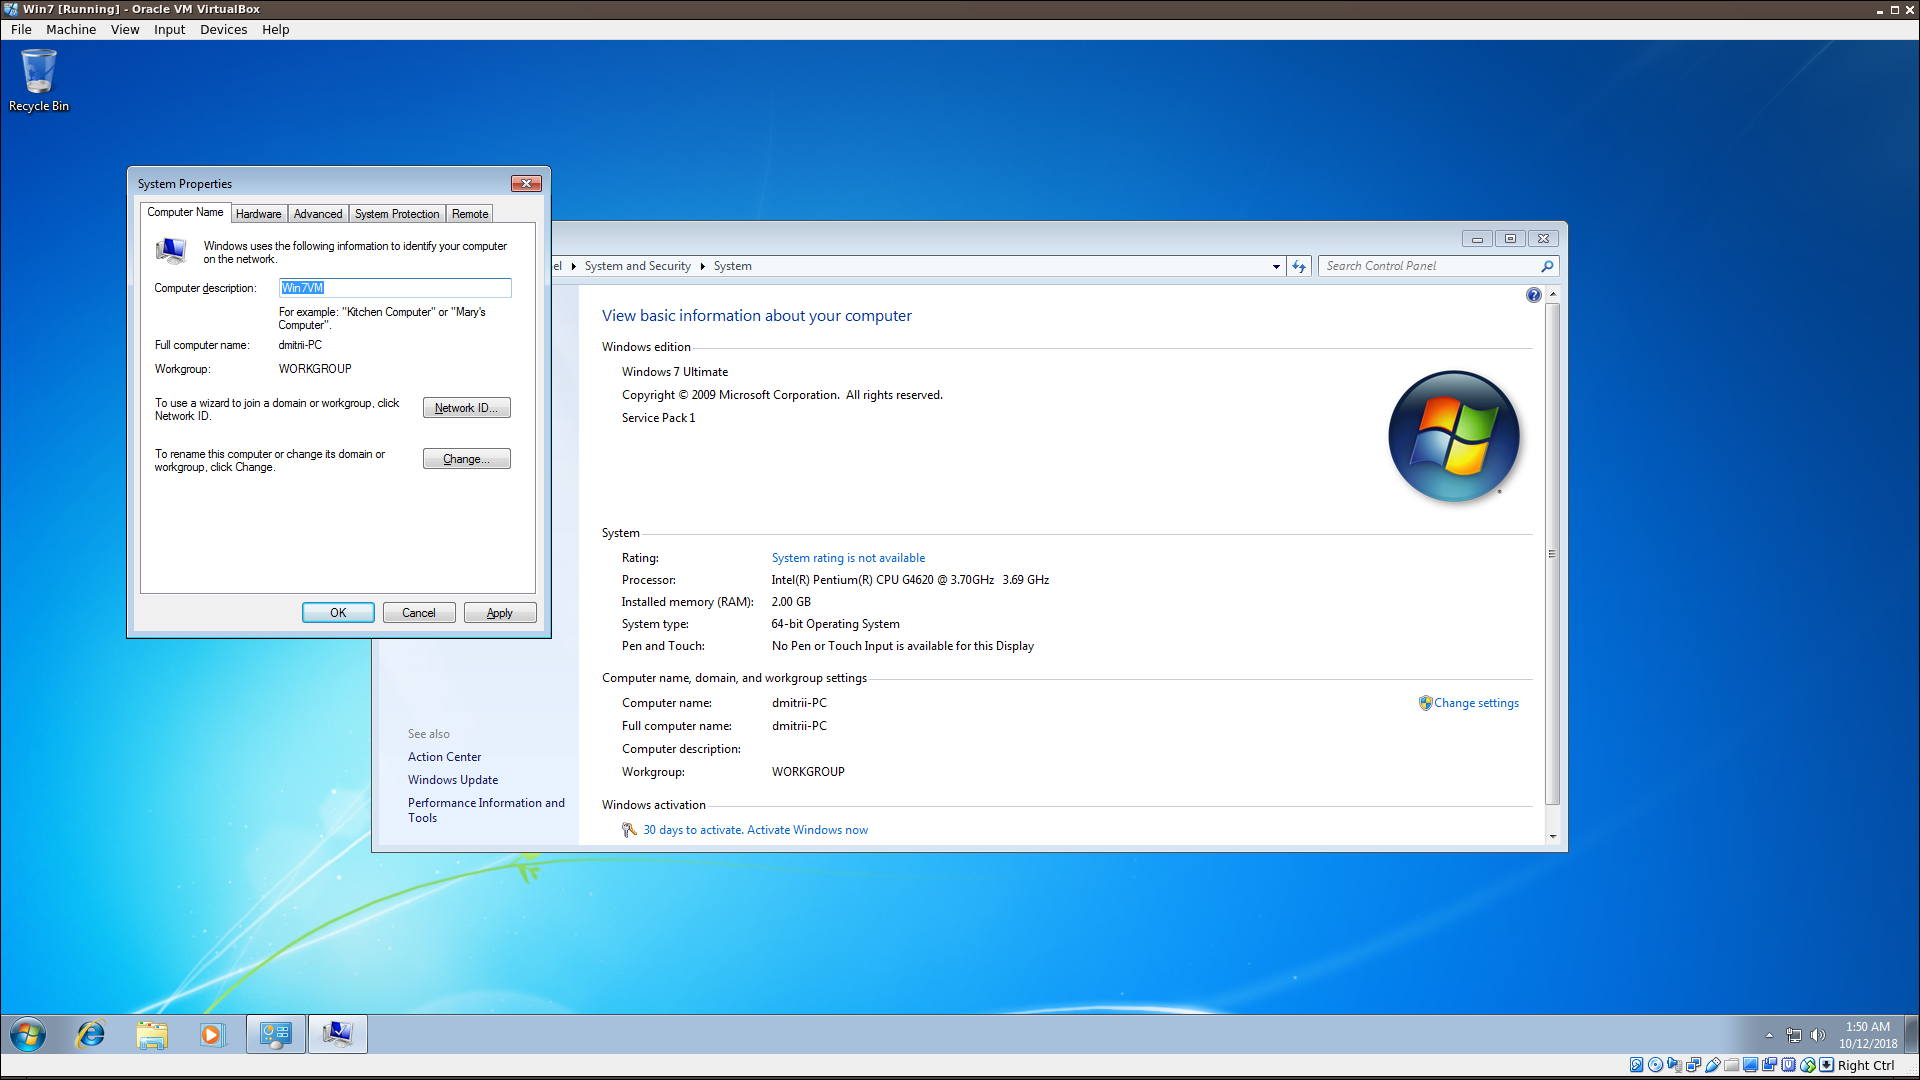 Win7 [Running] - Oracle VM VirtualBox
File Machine View Input Devices Help
Recycle Bin
System Properties
Computer Name Hardware Advanced System Protection Remote
Windows uses the following information to identify your computer
on the network.
Computer description: Win7VM
For example: "Kitchen Computer" or "Mary's
Computer".
Full computer name: dmitrii-PC
Workgroup: WORKGROUP
To use a wizard to join a domain or workgroup, click
Network ID.
Network ID...
To rename this computer or change its domain or
workgroup, click Change.
Change...
OK Cancel Apply
el System and Security System
Search Control Panel
View basic information about your computer
Windows edition
Windows 7 Ultimate
Copyright © 2009 Microsoft Corporation. All rights reserved.
Service Pack 1
System
Rating: System rating is not available
Processor: Intel(R) Pentium(R) CPU G4620 @ 3.70GHz 3.69 GHz
Installed memory (RAM): 2.00 GB
System type: 64-bit Operating System
Pen and Touch: No Pen or Touch Input is available for this Display
Computer name, domain, and workgroup settings
Computer name: dmitrii-PC
Change settings
Full computer name: dmitrii-PC
Computer description:
Workgroup: WORKGROUP
Windows activation
30 days to activate. Activate Windows now
See also
Action Center
Windows Update
Performance Information and
Tools
1:50 AM
10/12/2018
Right Ctrl